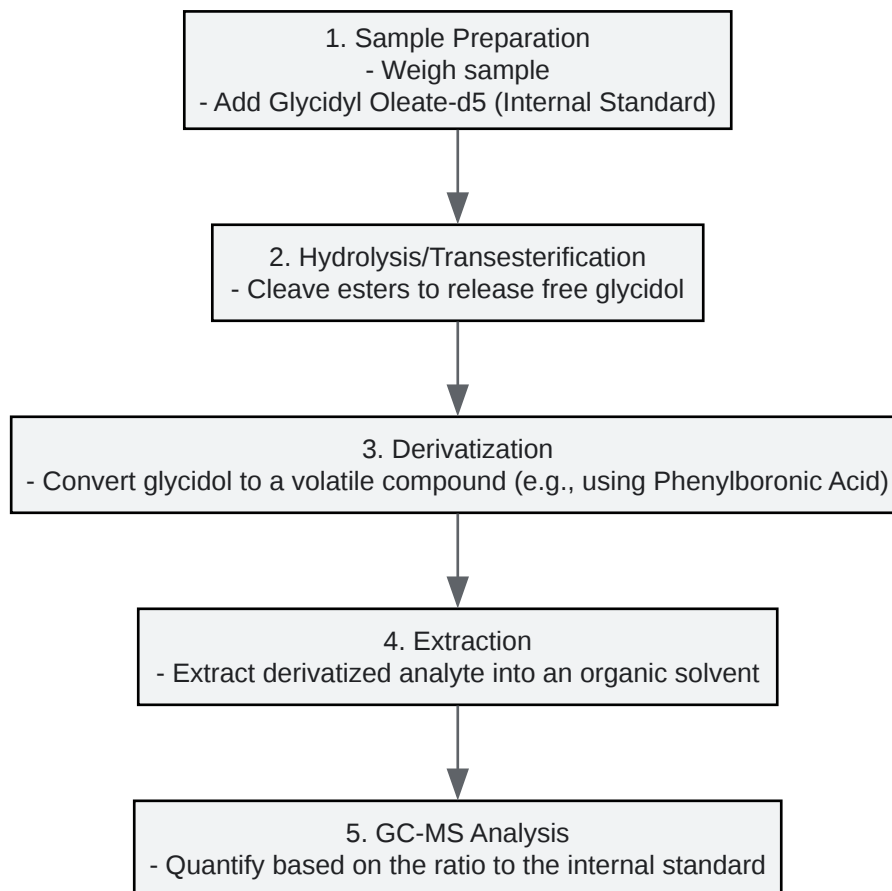 1. Sample Preparation
- Weigh sample
- Add Glycidyl Oleate-d5 (Internal Standard)
2. Hydrolysis/Transesterification
- Cleave esters to release free glycidol
3. Derivatization
- Convert glycidol to a volatile compound (e.g., using Phenylboronic Acid)
4. Extraction
- Extract derivatized analyte into an organic solvent
5. GC-MS Analysis
- Quantify based on the ratio to the internal standard